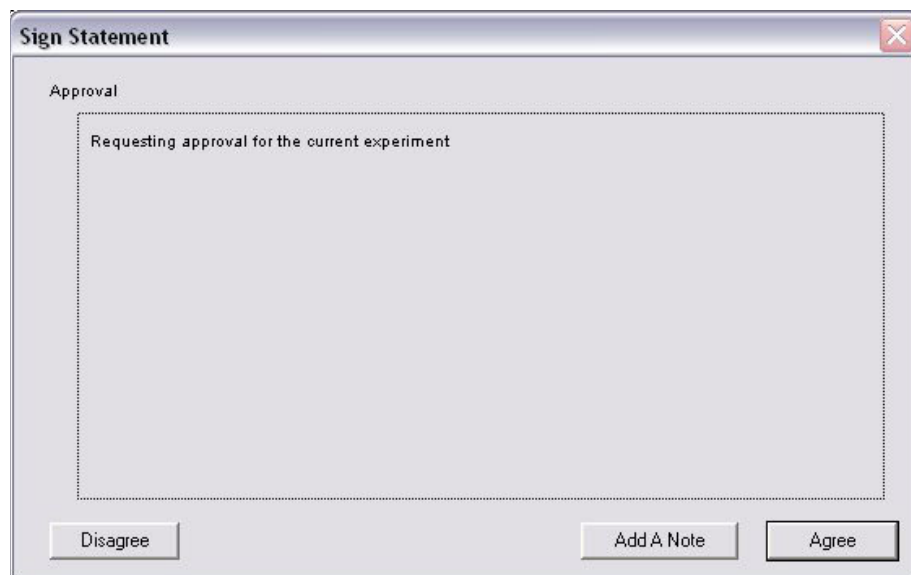 Sign Statement
Approval
Requesting approval for the current experiment
Disagree
Add A Note
Agree